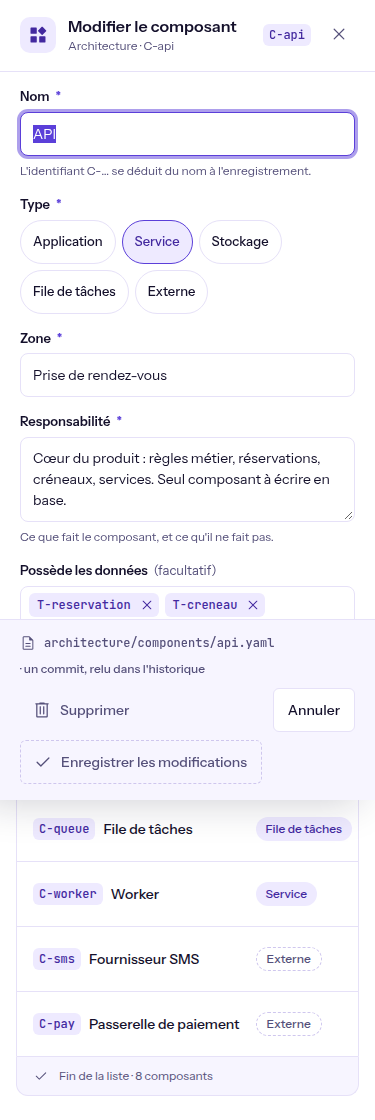 Modifier le composant
Architecture · C-api
C-api
Nom *
API
L'identifiant C-… se déduit du nom à l'enregistrement.
Type *
Application
Service
Stockage
File de tâches
Externe
Zone *
Prise de rendez-vous
Responsabilité *
Cœur du produit : règles métier, réservations,
créneaux, services. Seul composant à écrire en
base.
Ce que fait le composant, et ce qu'il ne fait pas.
Possède les données (facultatif)
T-reservation
T-creneau
architecture/components/api.yaml
· un commit, relu dans l'historique
Supprimer
Annuler
Enregistrer les modifications
C-queue File de tâches File de tâches
C-worker Worker Service
C-sms Fournisseur SMS Externe
C-pay Passerelle de paiement Externe
Fin de la liste · 8 composants